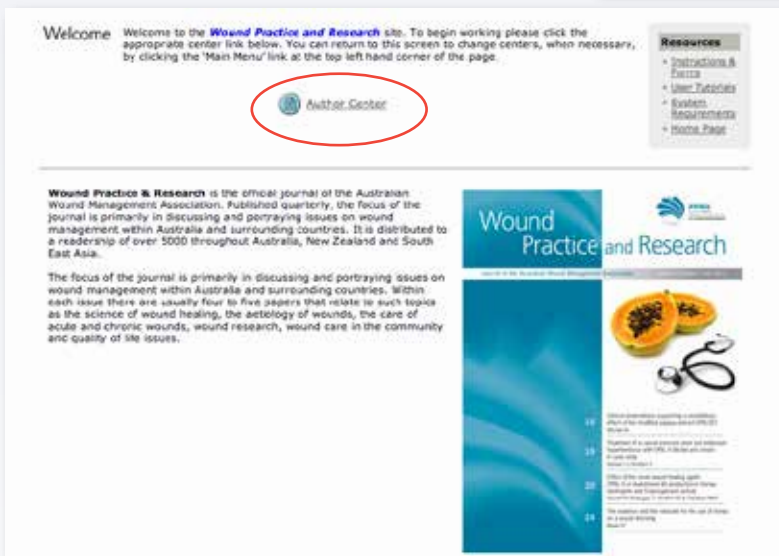 Welcome
Welcome to the Wound Practice and Research site. To begin working please click the
appropriate center link below. You can return to this screen to change centers, when necessary,
by clicking the 'Main Menu' link at the top left hand corner of the page.
Author Center
Resources
Instructions &
Forms
User Tutorials
System
Requirements
Home Page
Wound Practice & Research is the official journal of the Australian
Wound Management Association. Published quarterly, the focus of the
journal is primarily in discussing and portraying issues on wound
management within Australia and surrounding countries. It is distributed to
a readership of over 5000 throughout Australia, New Zealand and South
East Asia.
The focus of the journal is primarily in discussing and portraying issues on
wound management within Australia and surrounding countries. Within
each issue there are usually four to five papers that relate to such topics
as the science of wound healing, the aetiology of wounds, the care of
acute and chronic wounds, wound research, wound care in the community
and quality of life issues.
Wound
Practice and Research